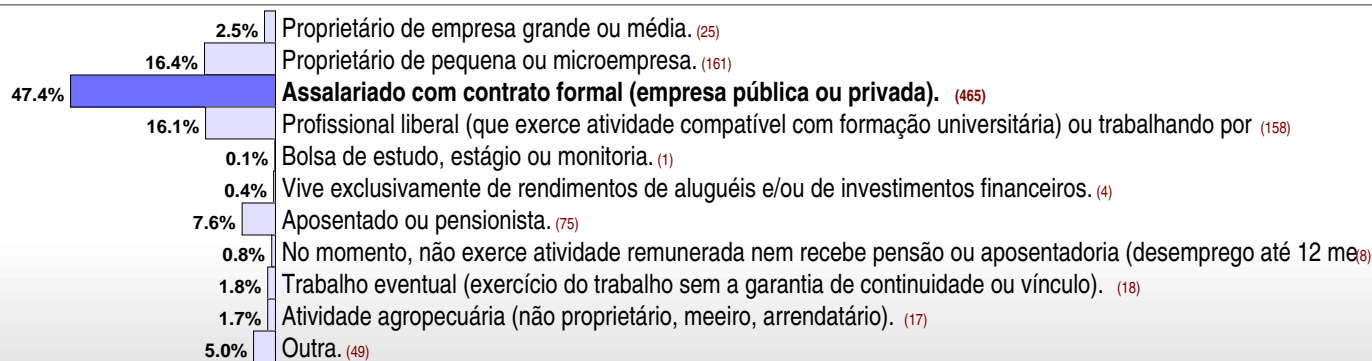 2.5% Proprietário de empresa grande ou média. (25)
16.4% Proprietário de pequena ou microempresa. (161)
47.4% Assalariado com contrato formal (empresa pública ou privada). (465)
16.1% Profissional liberal (que exerce atividade compatível com formação universitária) ou trabalhando por (158)
0.1% Bolsa de estudo, estágio ou monitoria. (1)
0.4% Vive exclusivamente de rendimentos de aluguéis e/ou de investimentos financeiros. (4)
7.6% Aposentado ou pensionista. (75)
0.8% No momento, não exerce atividade remunerada nem recebe pensão ou aposentadoria (desemprego até 12 me(8)
1.8% Trabalho eventual (exercício do trabalho sem a garantia de continuidade ou vínculo). (18)
1.7% Atividade agropecuária (não proprietário, meeiro, arrendatário). (17)
5.0% Outra. (49)